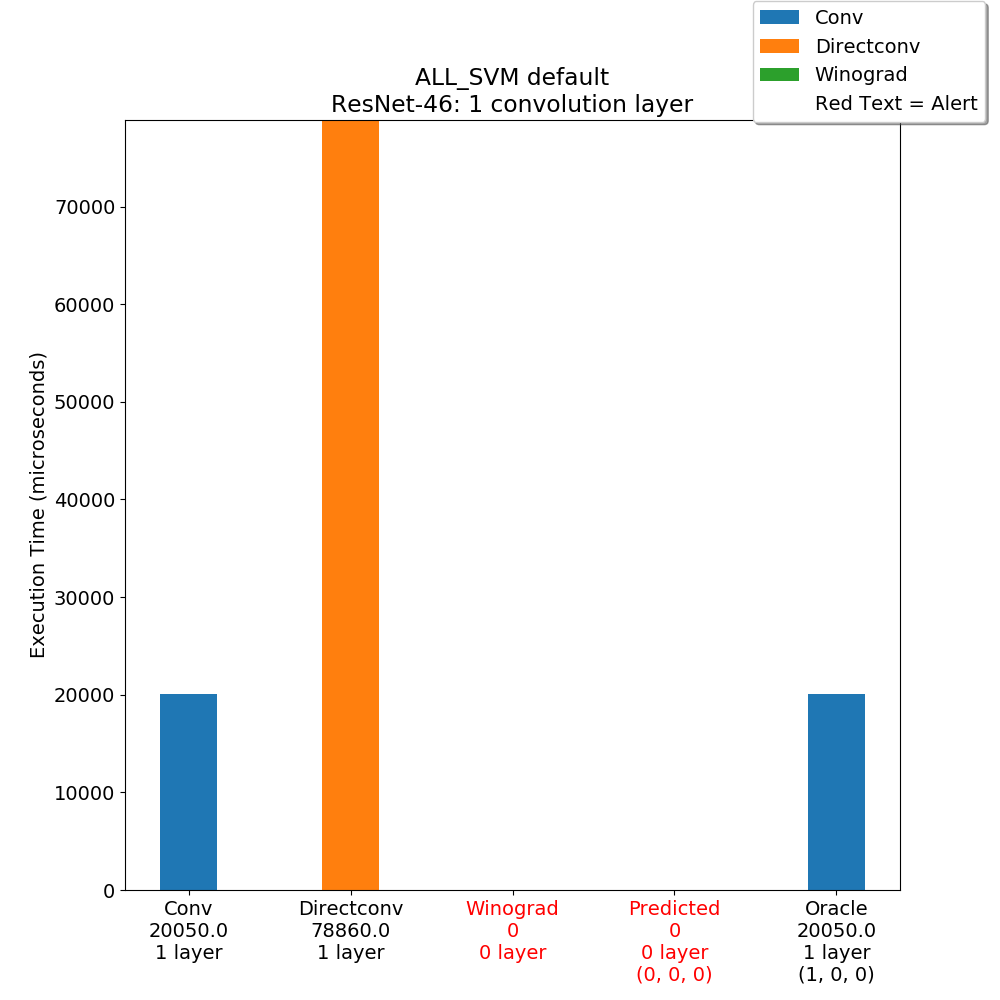 Conv
Directconv
Winograd
Red Text = Alert
ALL_SVM default
ResNet-46: 1 convolution layer
Execution Time (microseconds)
70000
60000
50000
40000
30000
20000
10000
0
Conv
20050.0
1 layer
Directconv
78860.0
1 layer
Winograd
0
0 layer
Predicted
0
0 layer
(0, 0, 0)
Oracle
20050.0
1 layer
(1, 0, 0)